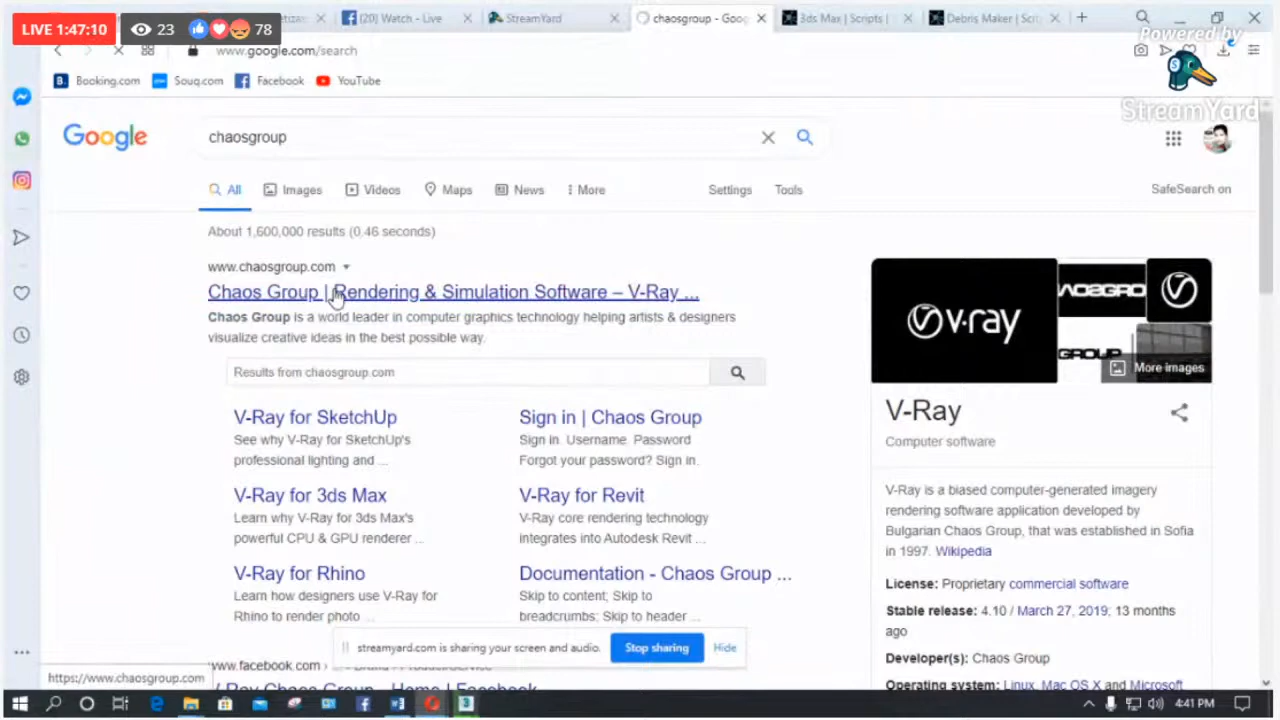 LIVE 1:47:10
23
78
(20) Watch - Live
StreamYard
chaosgroup - Goog
3ds Max | Scripts |
Debris Maker | Scri
www.google.com/search
Powered by
StreamYard
Booking.com
Souq.com
Facebook
YouTube
Google
chaosgroup
All
Images
Videos
Maps
News
More
Settings
Tools
SafeSearch on
About 1,600,000 results (0.46 seconds)
www.chaosgroup.com
Chaos Group | Rendering & Simulation Software – V-Ray ...
Chaos Group is a world leader in computer graphics technology helping artists & designers
visualize creative ideas in the best possible way.
Results from chaosgroup.com
V-Ray for SketchUp
See why V-Ray for SketchUp's
professional lighting and ...
Sign in | Chaos Group
Sign in. Username. Password
Forgot your password? Sign in.
V-Ray for 3ds Max
Learn why V-Ray for 3ds Max's
powerful CPU & GPU renderer ...
V-Ray for Revit
V-Ray core rendering technology
integrates into Autodesk Revit ...
V-Ray for Rhino
Learn how designers use V-Ray for
Rhino to render photo ...
Documentation - Chaos Group ...
Skip to content; Skip to
breadcrumbs; Skip to header ...
v-ray
GROUP
More images
V-Ray
Computer software
V-Ray is a biased computer-generated imagery
rendering software application developed by
Bulgarian Chaos Group, that was established in Sofia
in 1997. Wikipedia
License: Proprietary commercial software
Stable release: 4.10 / March 27, 2019; 13 months
ago
Developer(s): Chaos Group
Operating system: Linux, Mac OS X and Microsoft
streamyard.com is sharing your screen and audio.
Stop sharing
Hide
www.facebook.com
V-Ray Chaos Group - Home | Facebook
https://www.chaosgroup.com
4:41 PM